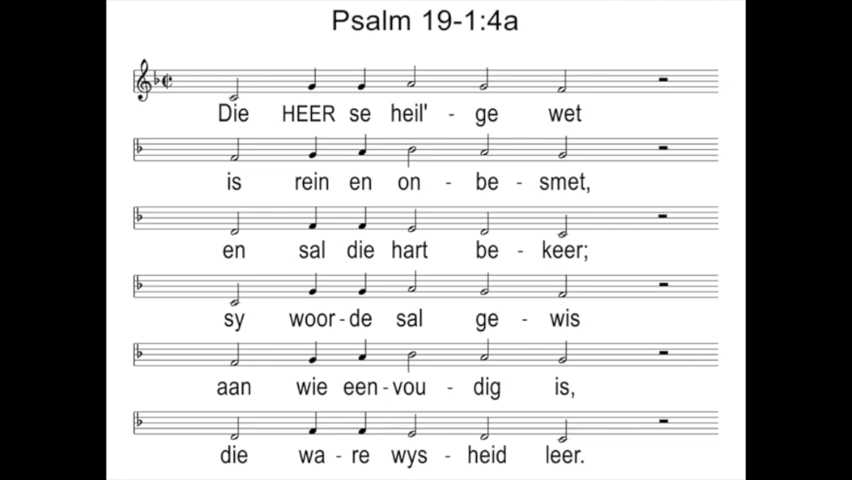 Psalm 19-1:4a
Die HEER se heil' - ge wet
is rein en on - be - smet,
en sal die hart be - keer;
sy woor - de sal ge - wis
aan wie een - vou - dig is,
die wa - re wys - heid leer.